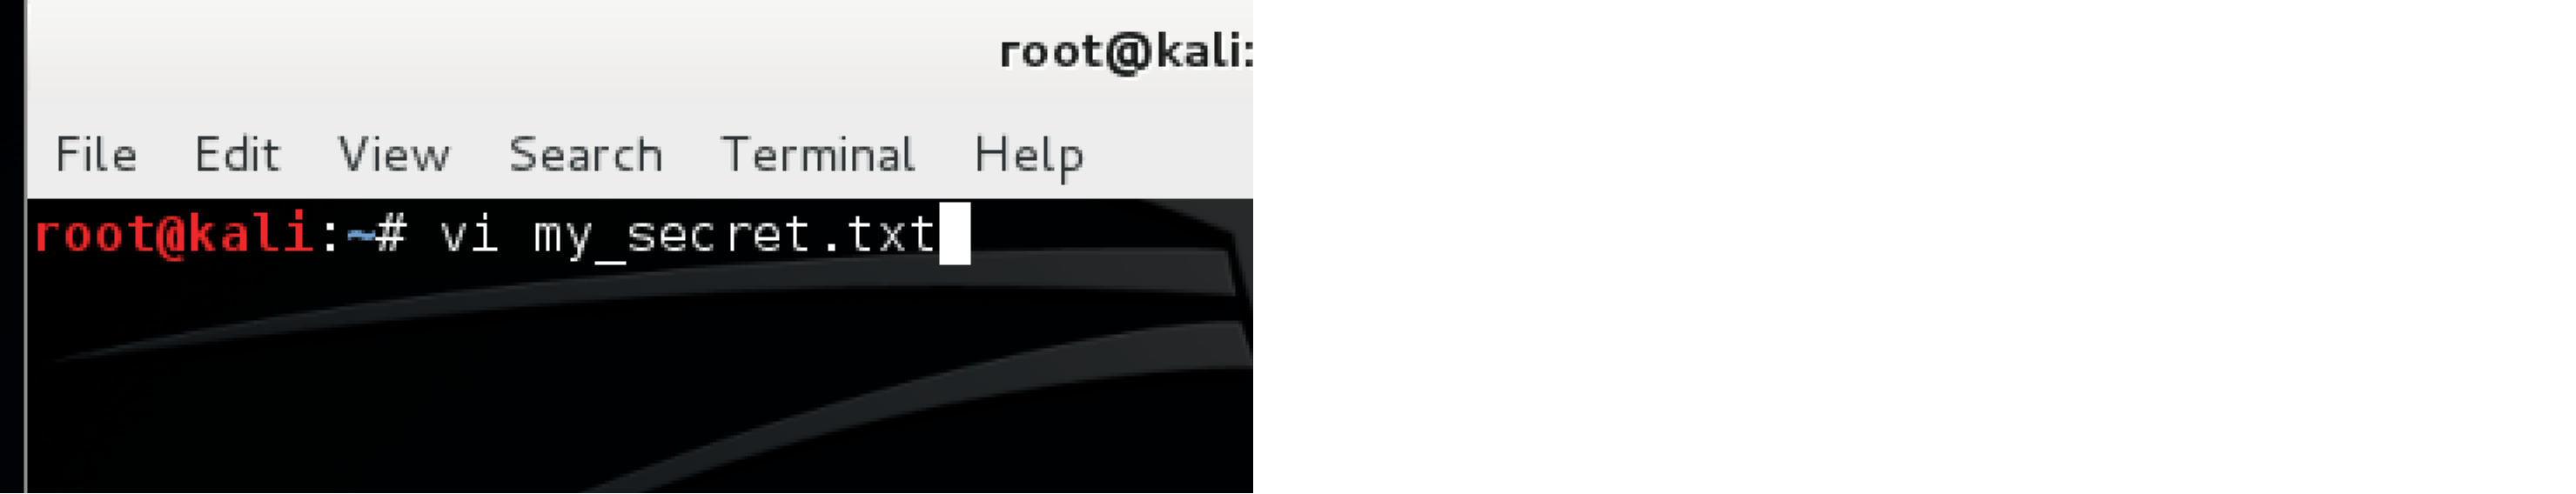 root@kali:
File Edit View Search Terminal Help
root@kali:~# vi my_secret.txt